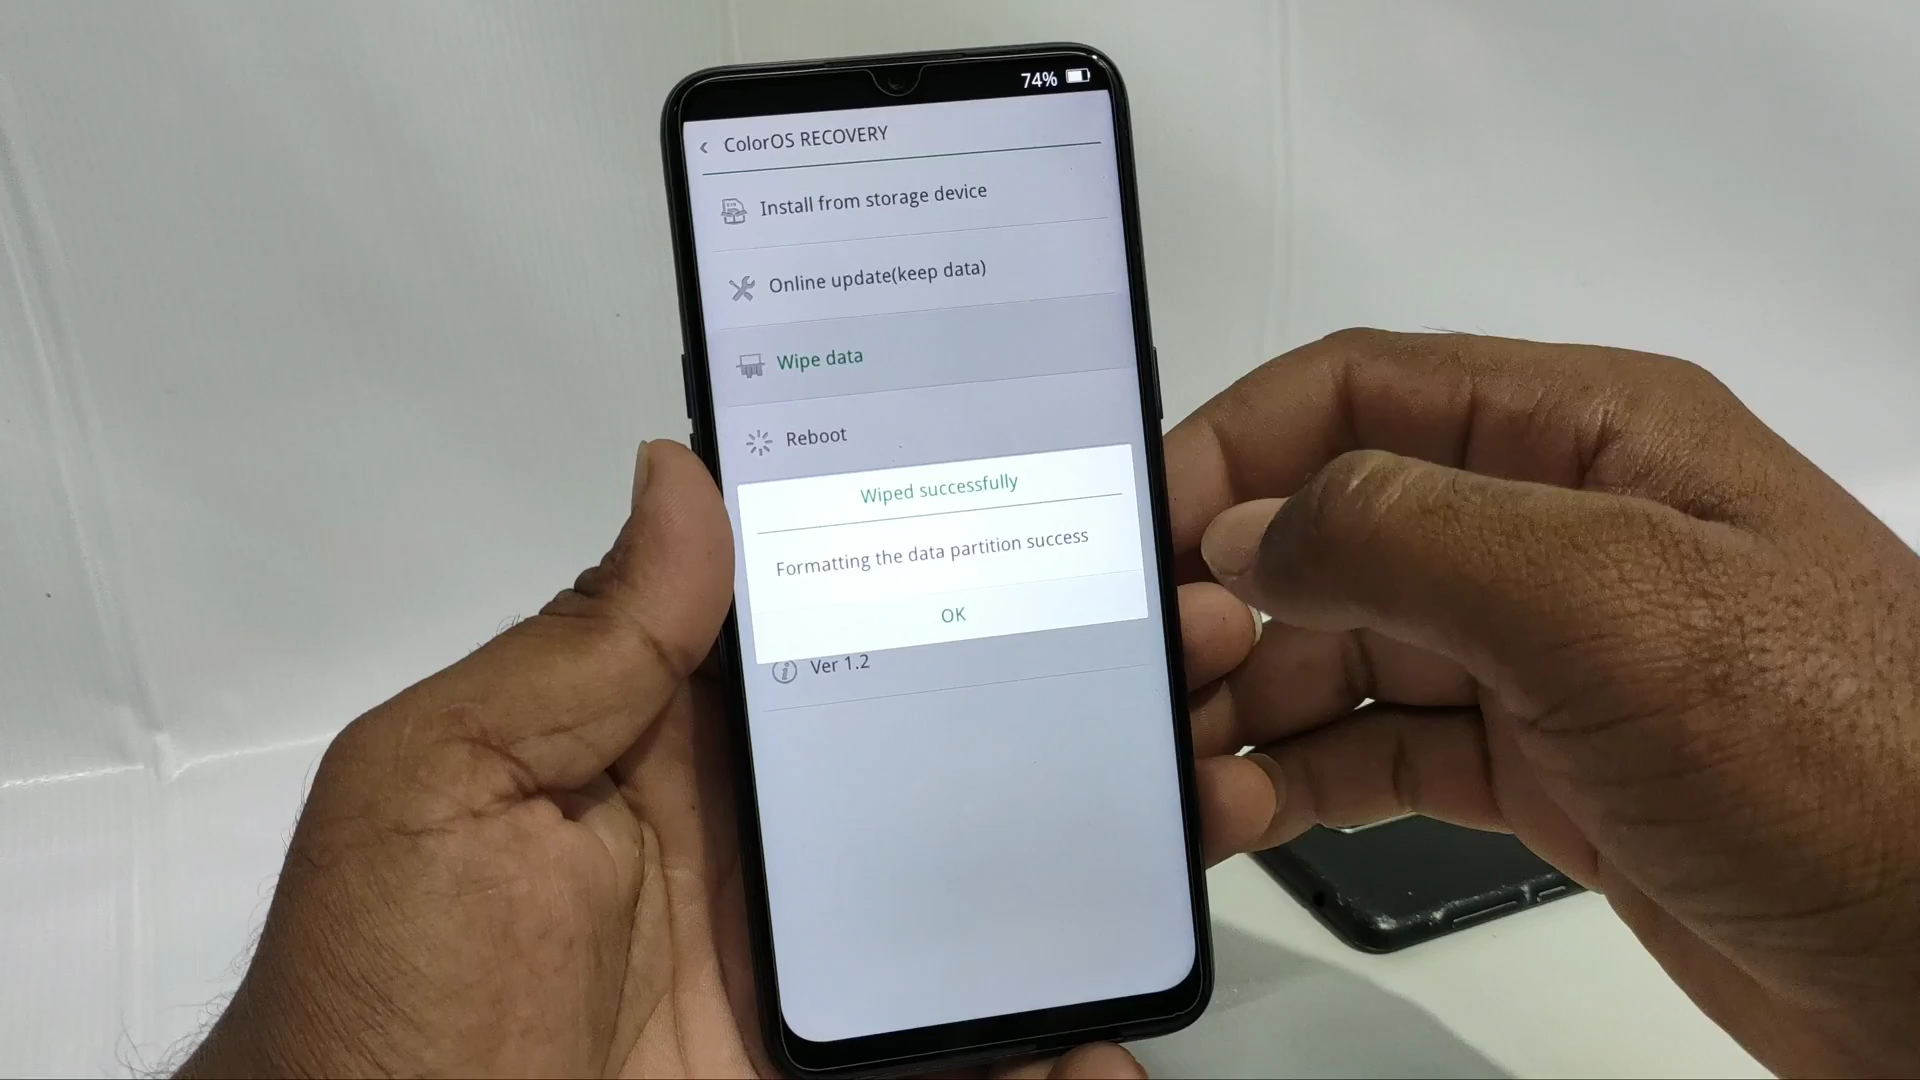 74%
ColorOS RECOVERY
Install from storage device
Online update(keep data)
Wipe data
Reboot
Wiped successfully
Formatting the data partition success
OK
Ver 1.2